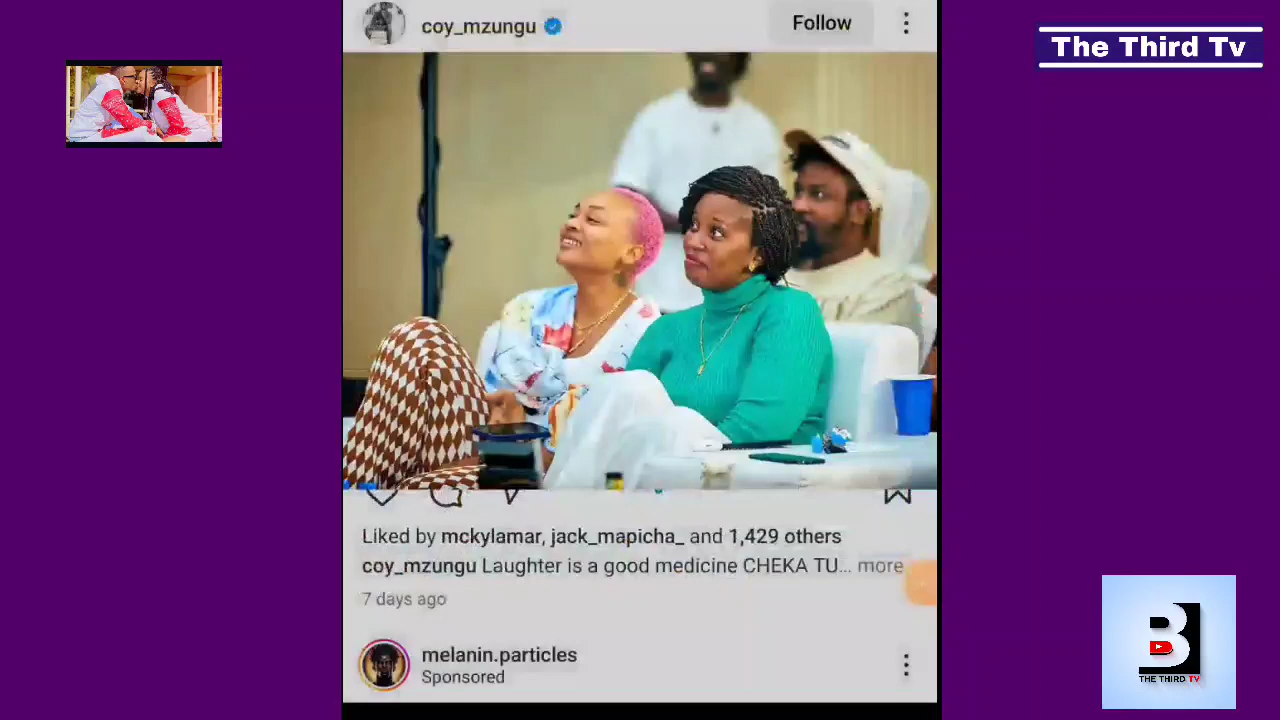 coy_mzungu
Follow
The Third Tv
Liked by mckylamar, jack_mapicha_ and 1,429 others
coy_mzungu Laughter is a good medicine CHEKA TU... more
7 days ago
melanin.particles
Sponsored
B
THE THIRD TV